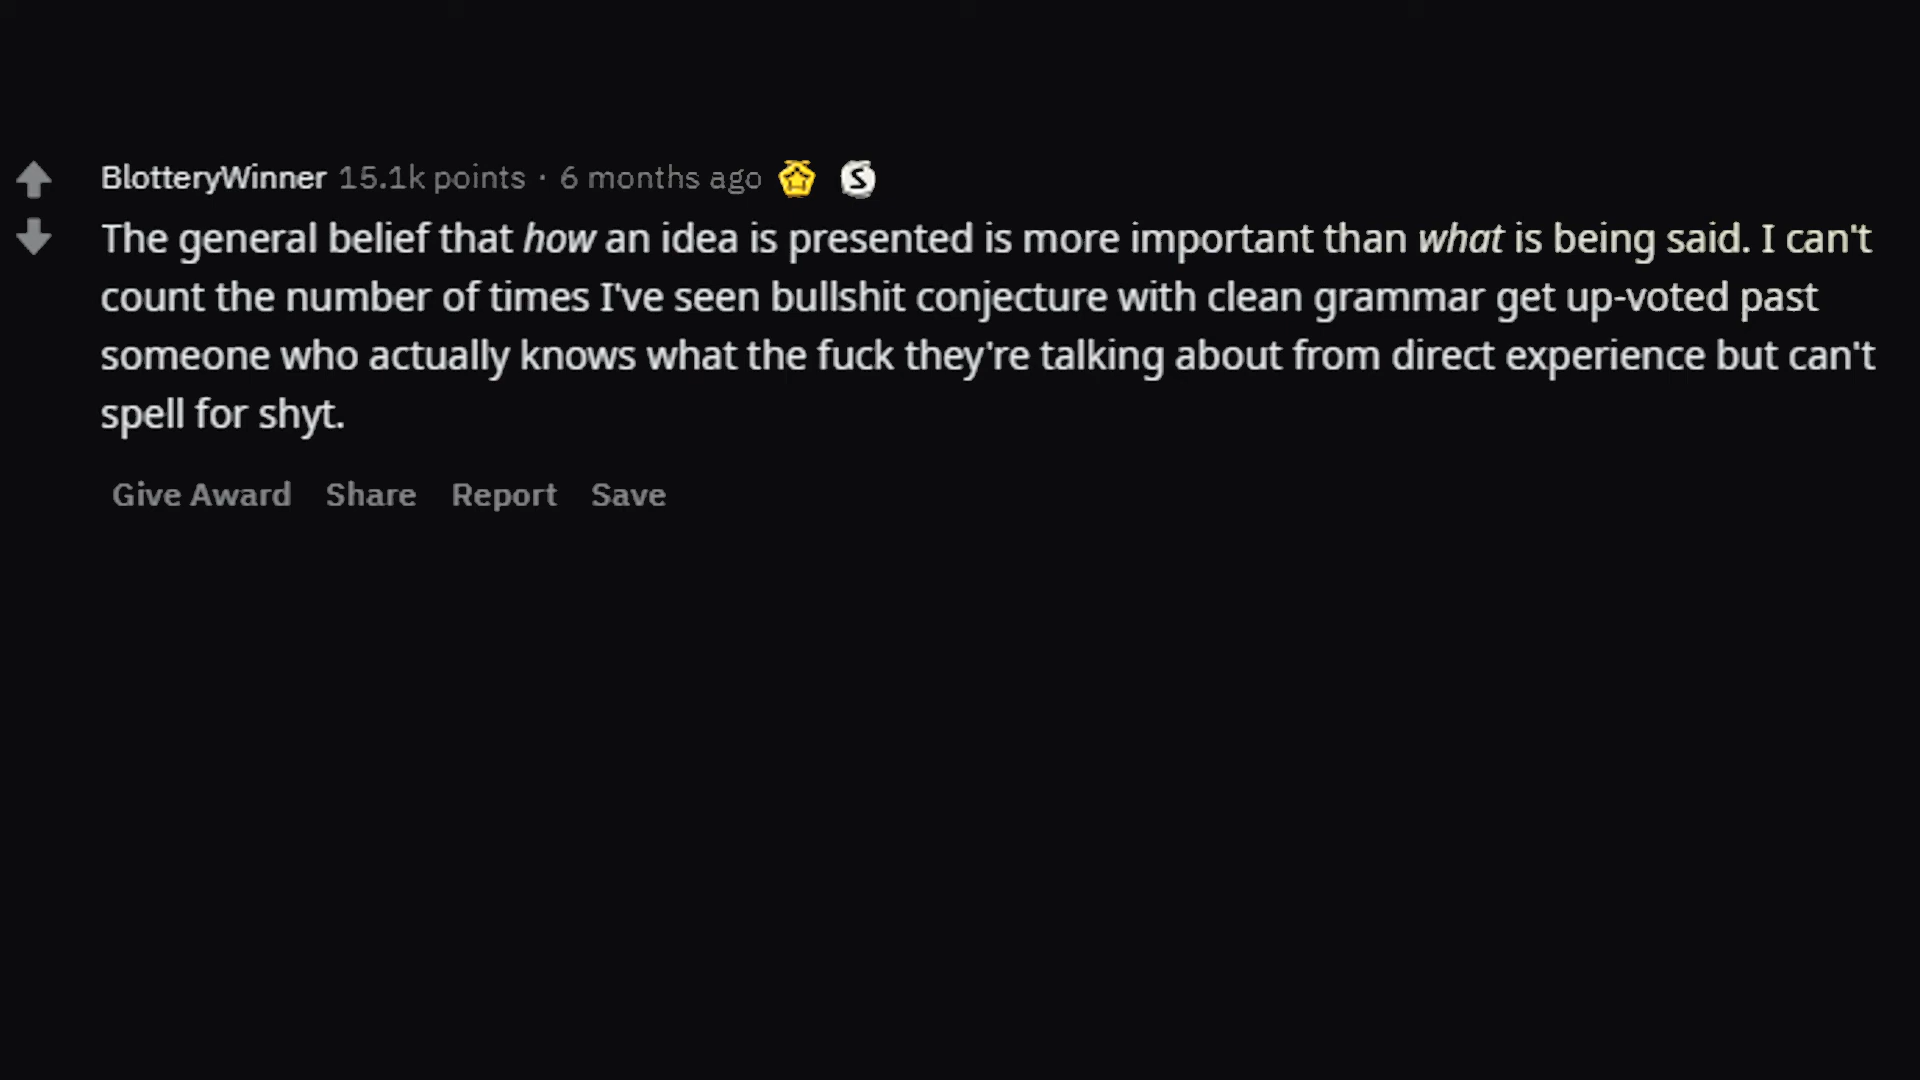 BlotteryWinner 15.1k points · 6 months ago S
The general belief that how an idea is presented is more important than what is being said. I can't
count the number of times I've seen bullshit conjecture with clean grammar get up-voted past
someone who actually knows what the fuck they're talking about from direct experience but can't
spell for shyt.
Give Award Share Report Save